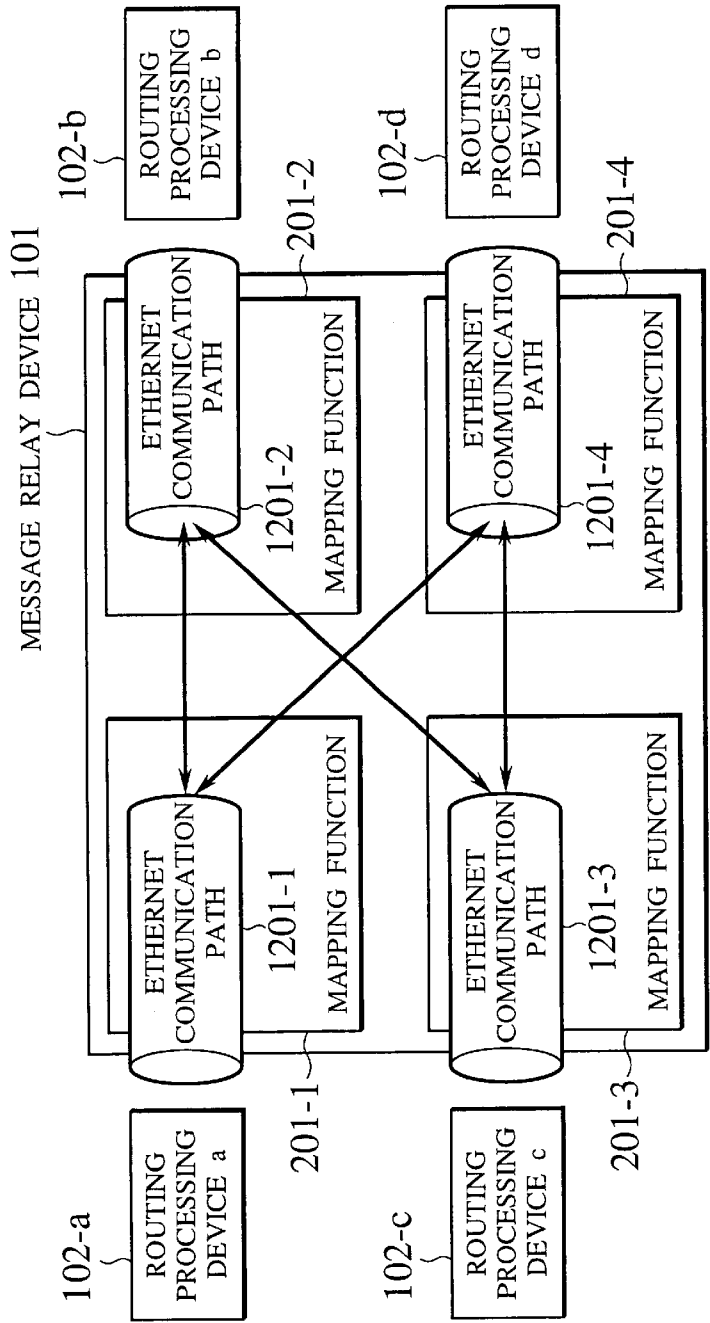 MESSAGE RELAY DEVICE 101
102-a
ROUTING
PROCESSING
DEVICE a
ETHERNET
COMMUNICATION
PATH
1201-1
MAPPING FUNCTION
201-1
102-b
ROUTING
PROCESSING
DEVICE b
ETHERNET
COMMUNICATION
PATH
1201-2
MAPPING FUNCTION
201-2
102-c
ROUTING
PROCESSING
DEVICE c
ETHERNET
COMMUNICATION
PATH
1201-3
MAPPING FUNCTION
201-3
102-d
ROUTING
PROCESSING
DEVICE d
ETHERNET
COMMUNICATION
PATH
1201-4
MAPPING FUNCTION
201-4